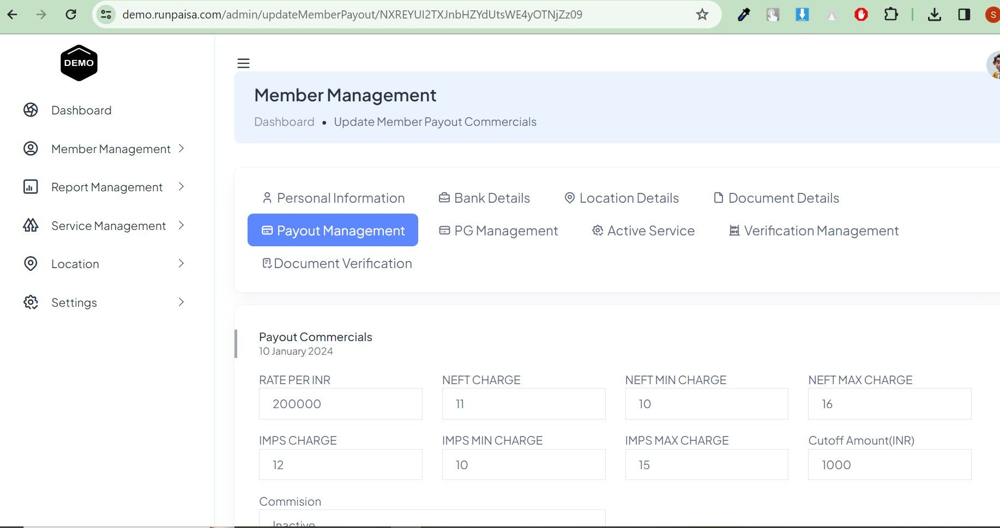 demo.runpaisa.com/admin/updateMemberPayout/NXREYUI2TXJnbHZYdUtsWE4yOTNjZz09
S
DEMO
Dashboard
Member Management
Report Management
Service Management
Location
Settings
Member Management
Dashboard • Update Member Payout Commercials
Personal Information Bank Details Location Details Document Details
Payout Management PG Management Active Service Verification Management
Document Verification
Payout Commercials
10 January 2024
RATE PER INR NEFT CHARGE NEFT MIN CHARGE NEFT MAX CHARGE
200000 11 10 16
IMPS CHARGE IMPS MIN CHARGE IMPS MAX CHARGE Cutoff Amount(INR)
12 10 15 1000
Commision
Inactive